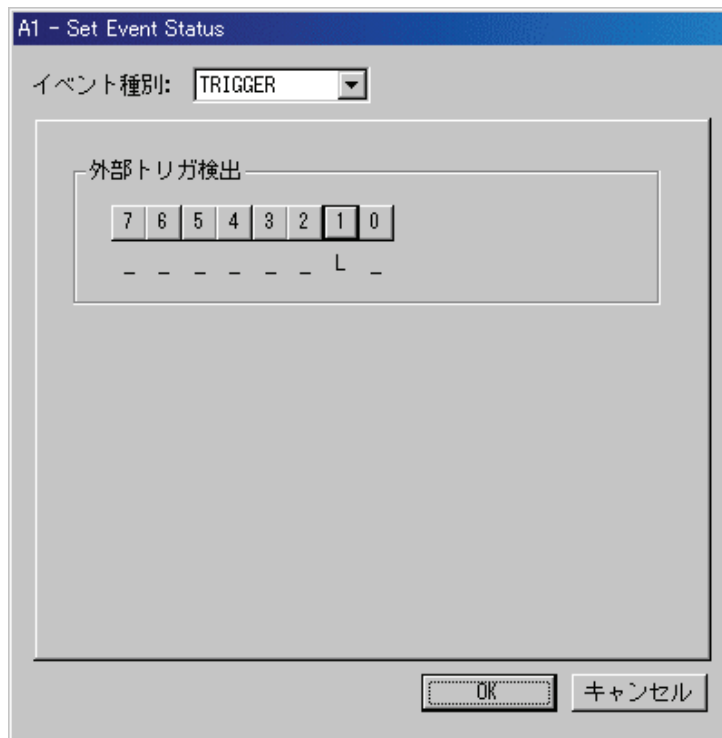 A1 - Set Event Status
イベント種別: TRIGGER
外部トリガ検出
7 6 5 4 3 2 1 0
_ _ _ _ _ _ L _
OK キャンセル